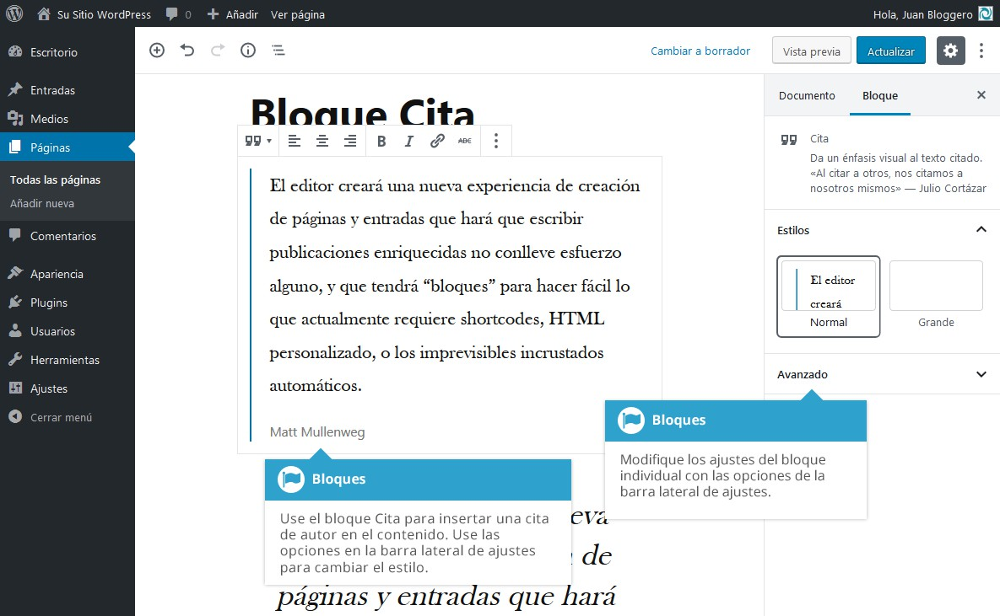 Su Sitio WordPress 0 Añadir Ver página Hola, Juan Bloggero
Escritorio
Entradas
Medios
Páginas
Todas las páginas
Añadir nueva
Comentarios
Apariencia
Plugins
Usuarios
Herramientas
Ajustes
Cerrar menú
Cambiar a borrador Vista previa Actualizar
Bloque Cita
B I ABC
El editor creará una nueva experiencia de creación
de páginas y entradas que hará que escribir
publicaciones enriquecidas no conlleve esfuerzo
alguno, y que tendrá “bloques” para hacer fácil lo
que actualmente requiere shortcodes, HTML
personalizado, o los imprevisibles incrustados
automáticos.
Matt Mullenweg
Bloques
Use el bloque Cita para insertar una cita
de autor en el contenido. Use las
opciones en la barra lateral de ajustes
para cambiar el estilo.
eva
de
páginas y entradas que hará
Documento Bloque
Cita
Da un énfasis visual al texto citado.
«Al citar a otros, nos citamos a
nosotros mismos» — Julio Cortázar
Estilos
El editor
creará
Normal Grande
Avanzado
Bloques
Modifique los ajustes del bloque
individual con las opciones de la
barra lateral de ajustes.